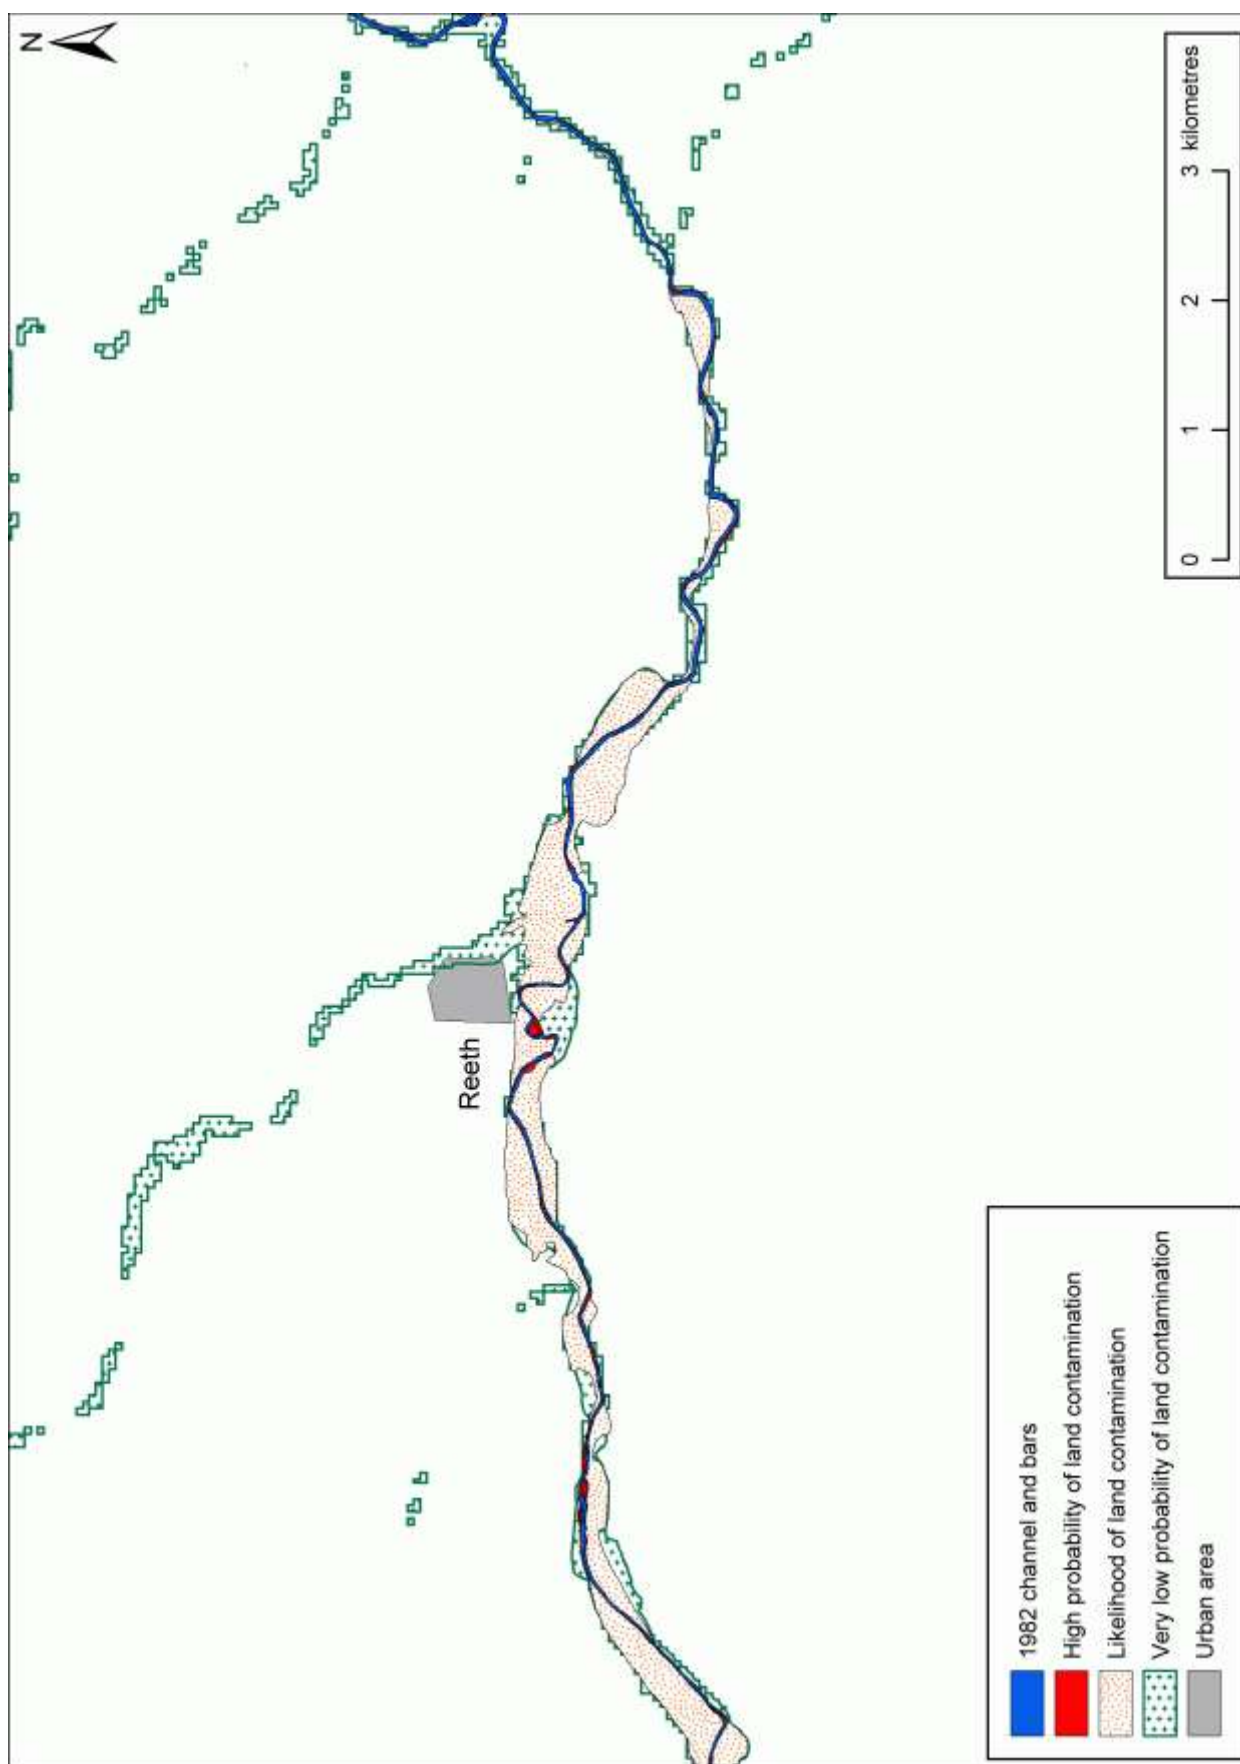 N
Reeth
1982 channel and bars
High probability of land contamination
Likelihood of land contamination
Very low probability of land contamination
Urban area
0 1 2 3 kilometres